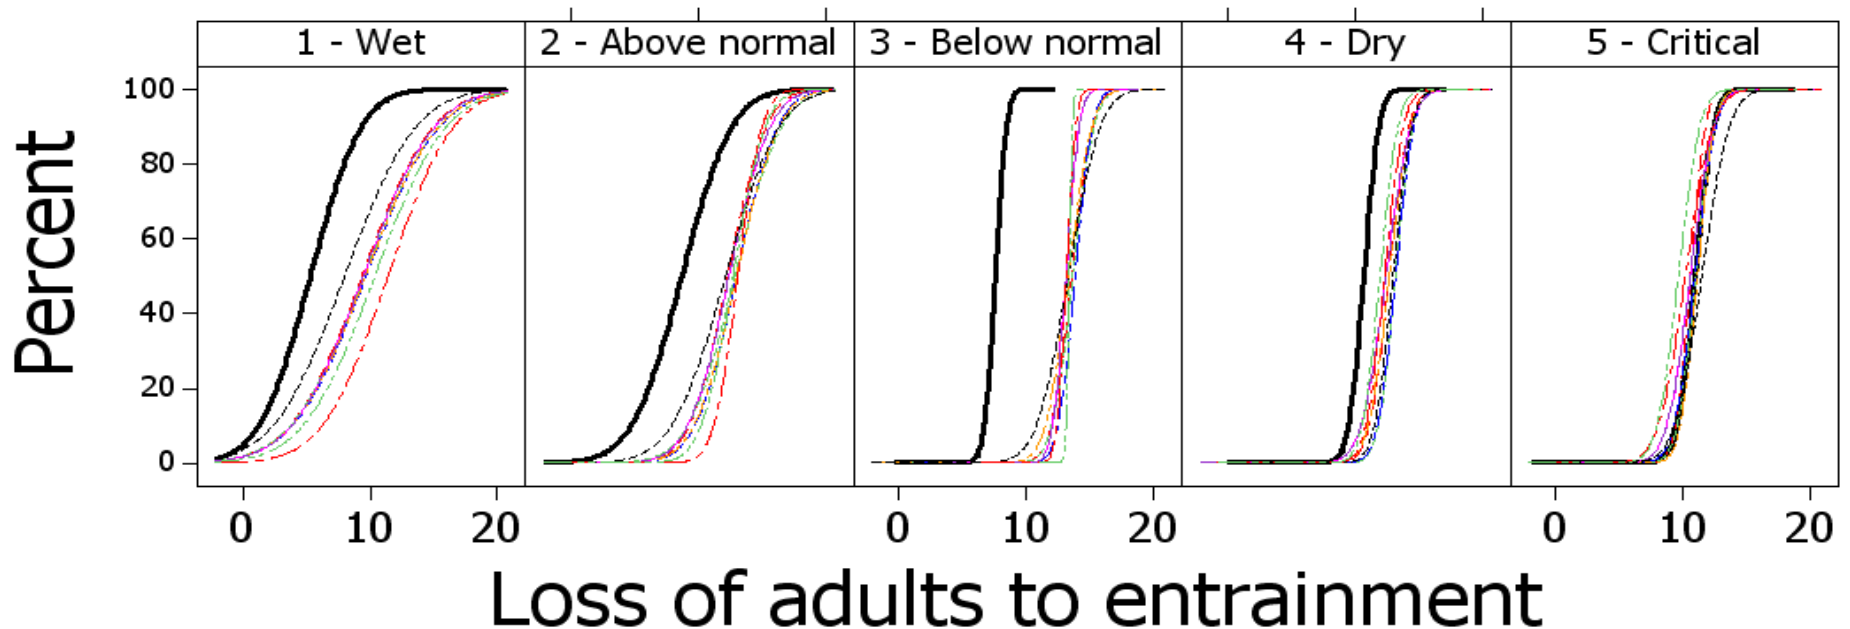 1 - Wet 2 - Above normal 3 - Below normal 4 - Dry 5 - Critical
Percent
100
80
60
40
20
0
0 10 20 0 10 20 0 10 20
Loss of adults to entrainment